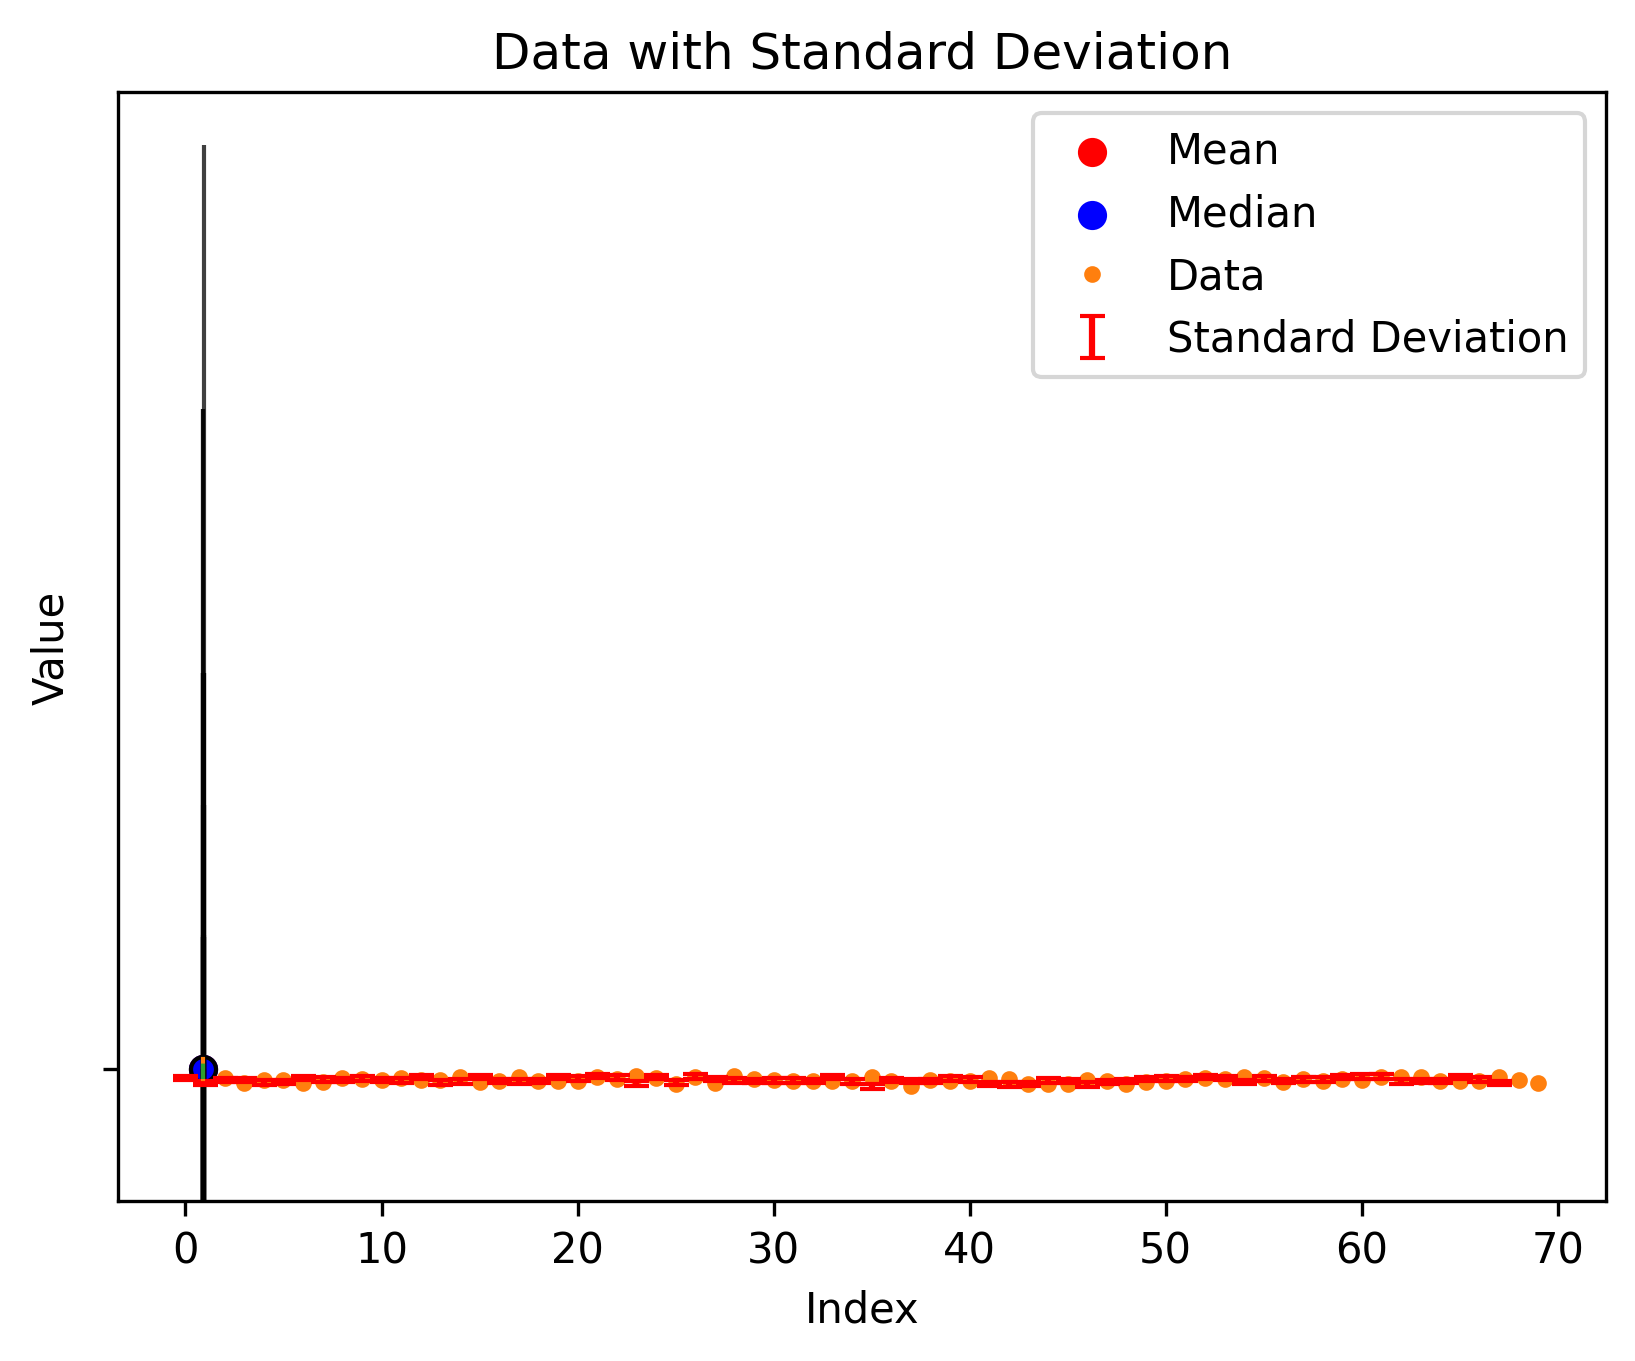 Data with Standard Deviation
Mean
Median
Data
Standard Deviation
Value
0 10 20 30 40 50 60 70
Index